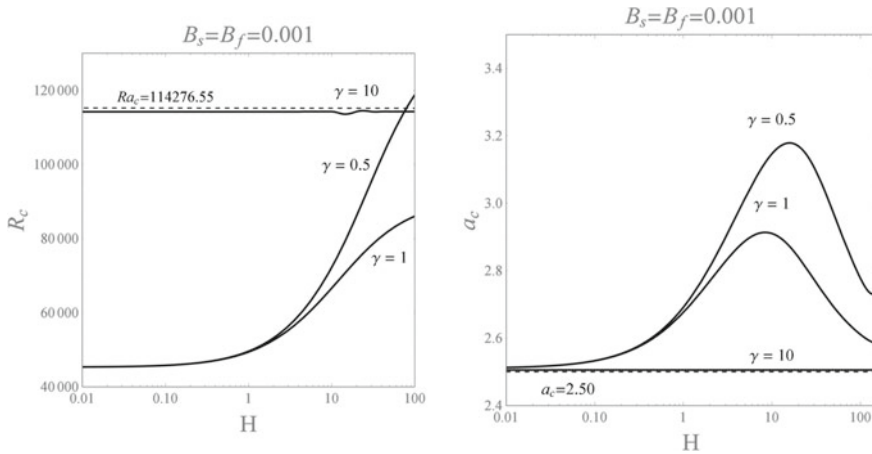 B_s=B_f=0.001
120 000
100 000
80 000
60 000
40 000
R_c
Ra_c=114276.55
γ = 10
γ = 0.5
γ = 1
0.01
0.10
1
10
100
H
B_s=B_f=0.001
3.4
3.2
3.0
2.8
2.6
2.4
a_c
γ = 0.5
γ = 1
γ = 10
a_c=2.50
0.01
0.10
1
10
100
H